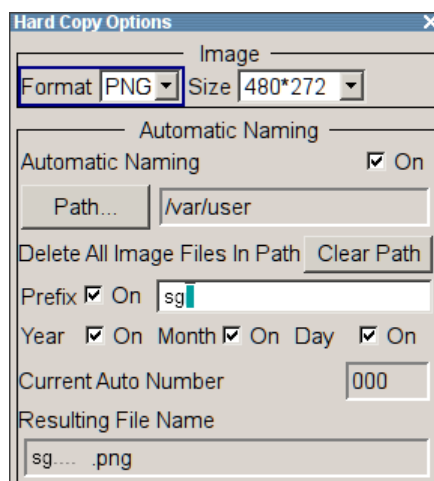 Hard Copy Options
Image
Format PNG Size 480*272
Automatic Naming
Automatic Naming On
Path... /var/user
Delete All Image Files In Path Clear Path
Prefix On sg
Year On Month On Day On
Current Auto Number 000
Resulting File Name
sg.... .png